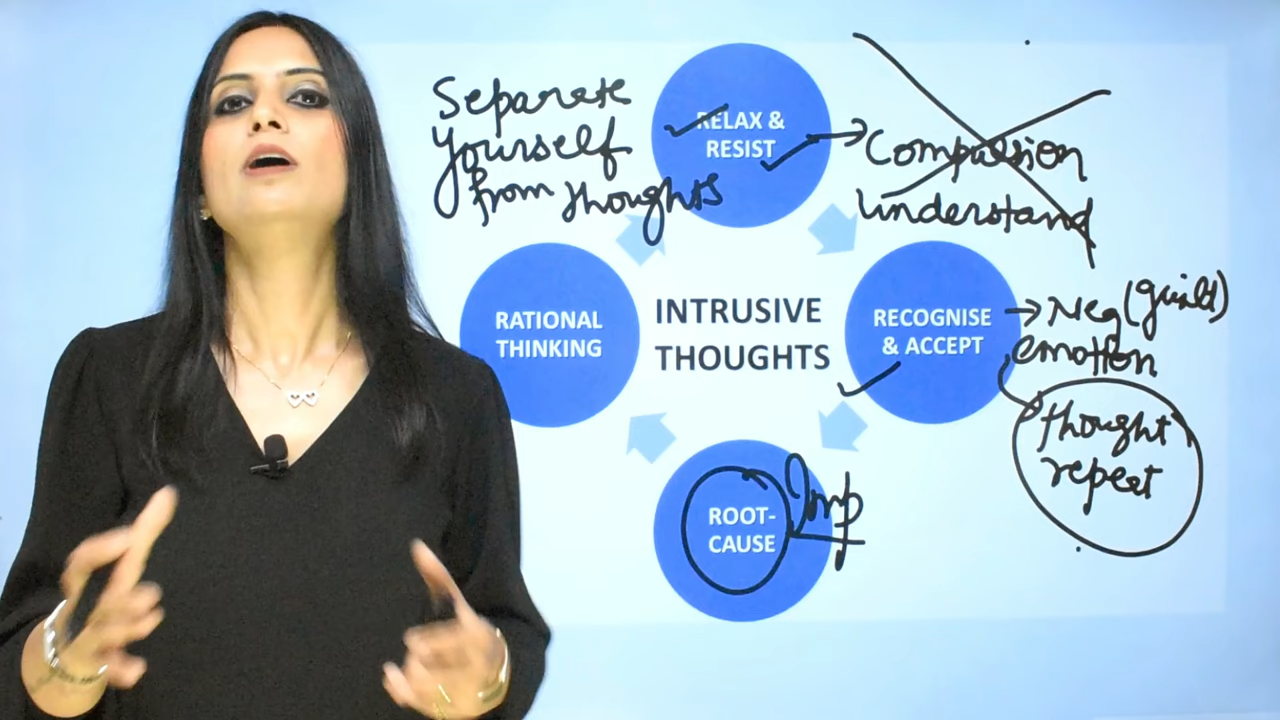 Separate
yourself
from thoughts
RELAX &
RESIST
Compulsion
Understand
RATIONAL
THINKING
INTRUSIVE
THOUGHTS
RECOGNISE
& ACCEPT
Neg (guilt)
emotion
thought
repeat
ROOT-
CAUSE
Imp